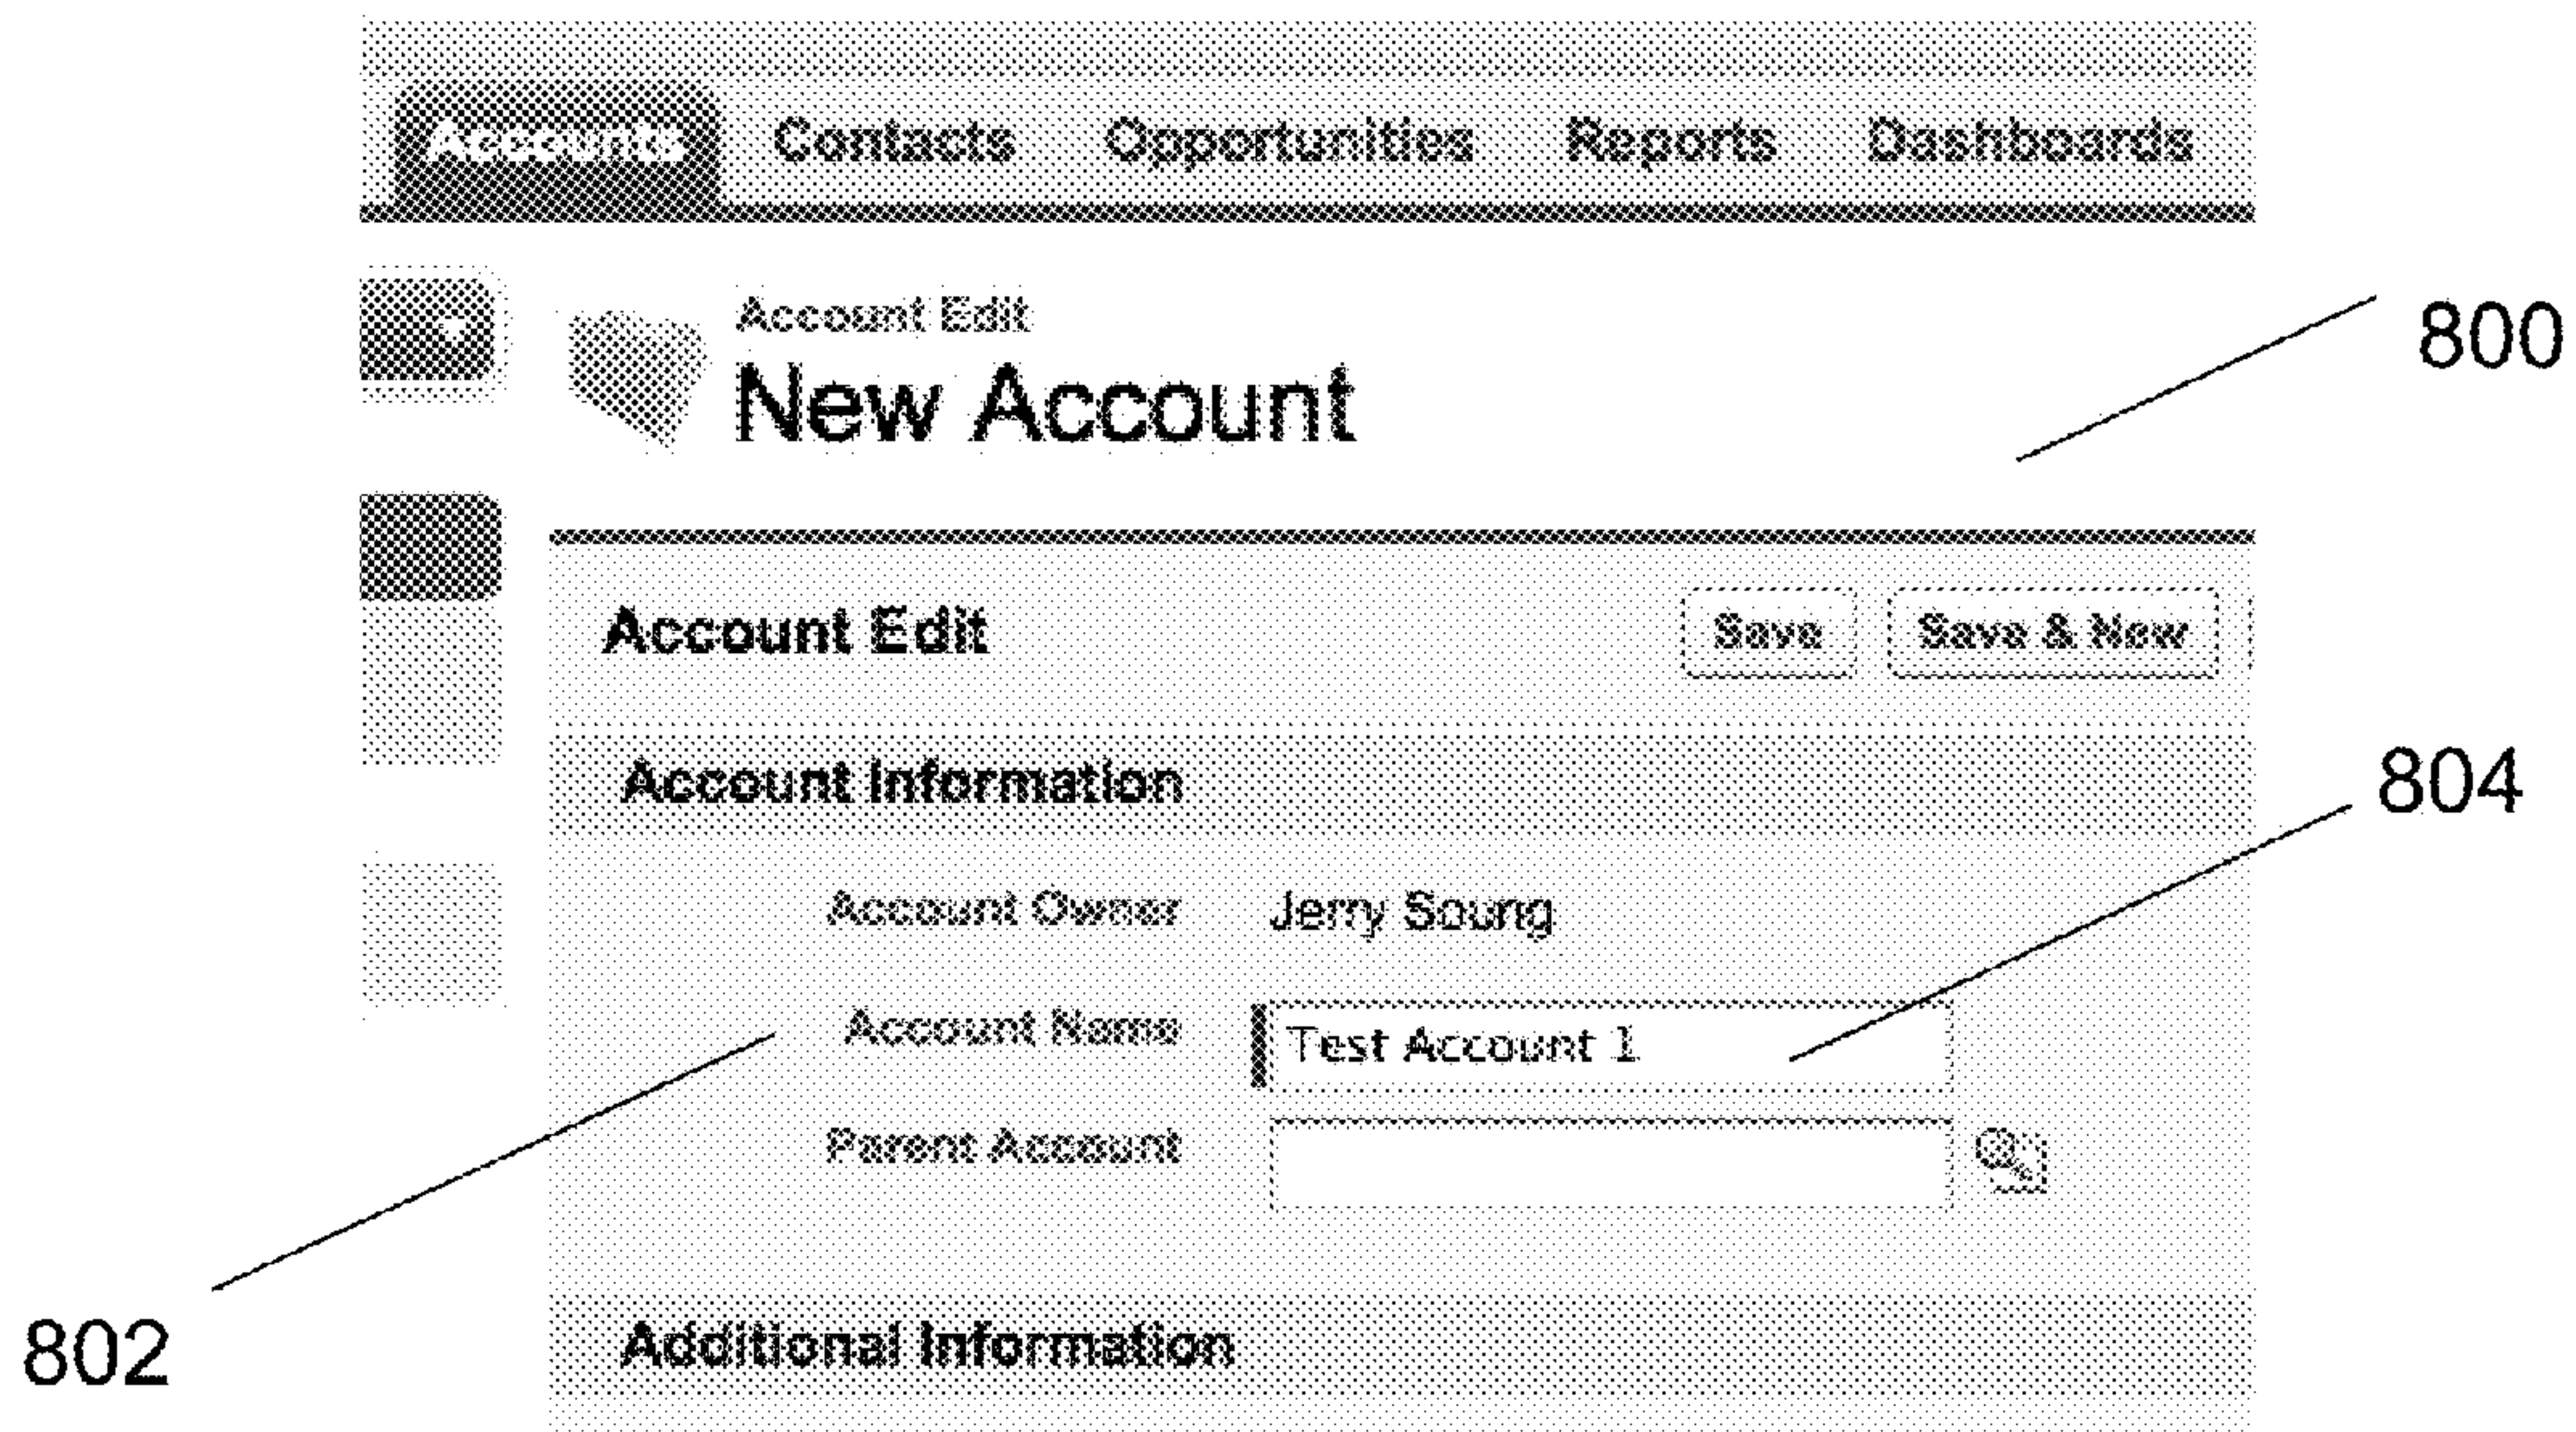 Accounts Contacts Opportunities Reports Dashboards
Account Edit
New Account
800
Account Edit Save Save & New
Account Information
804
Account Owner Jerry Soung
Account Name Test Account 1
Parent Account
802
Additional Information